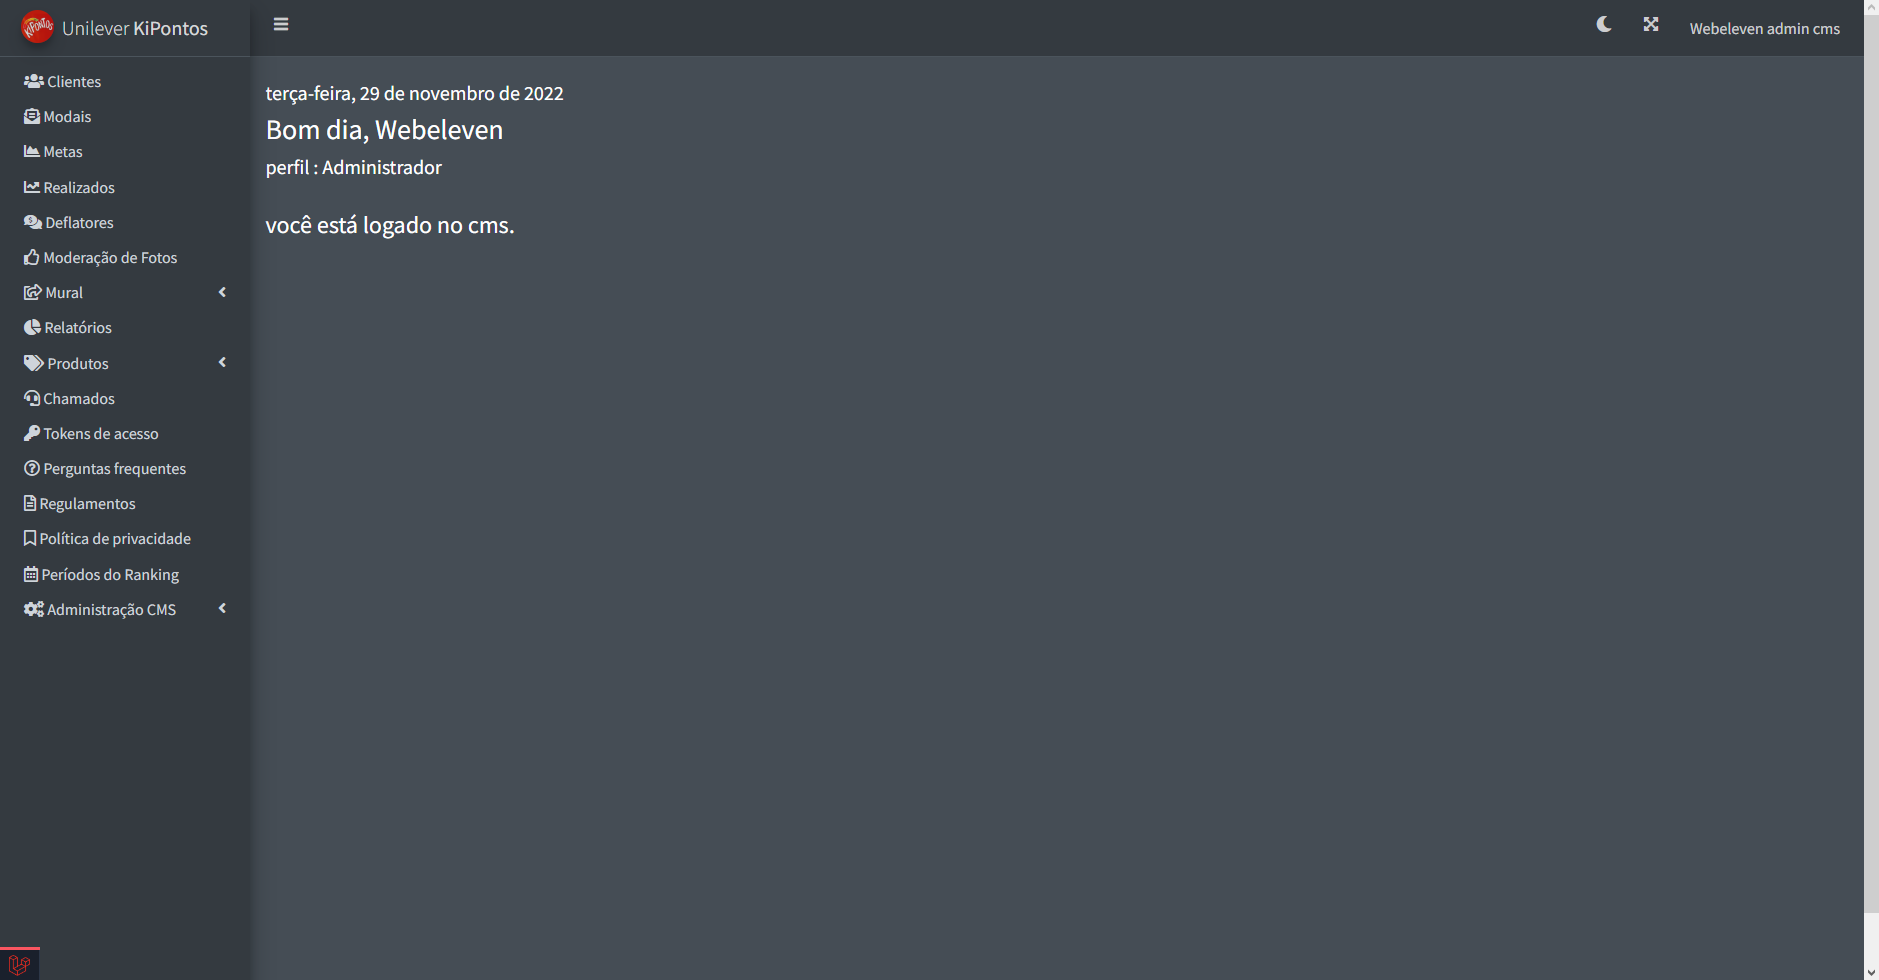 KiPontos
Unilever KiPontos
Webeleven admin cms
Clientes
Modais
Metas
Realizados
Deflatores
Moderação de Fotos
Mural
Relatórios
Produtos
Chamados
Tokens de acesso
Perguntas frequentes
Regulamentos
Política de privacidade
Períodos do Ranking
Administração CMS
terça-feira, 29 de novembro de 2022
Bom dia, Webeleven
perfil : Administrador
você está logado no cms.